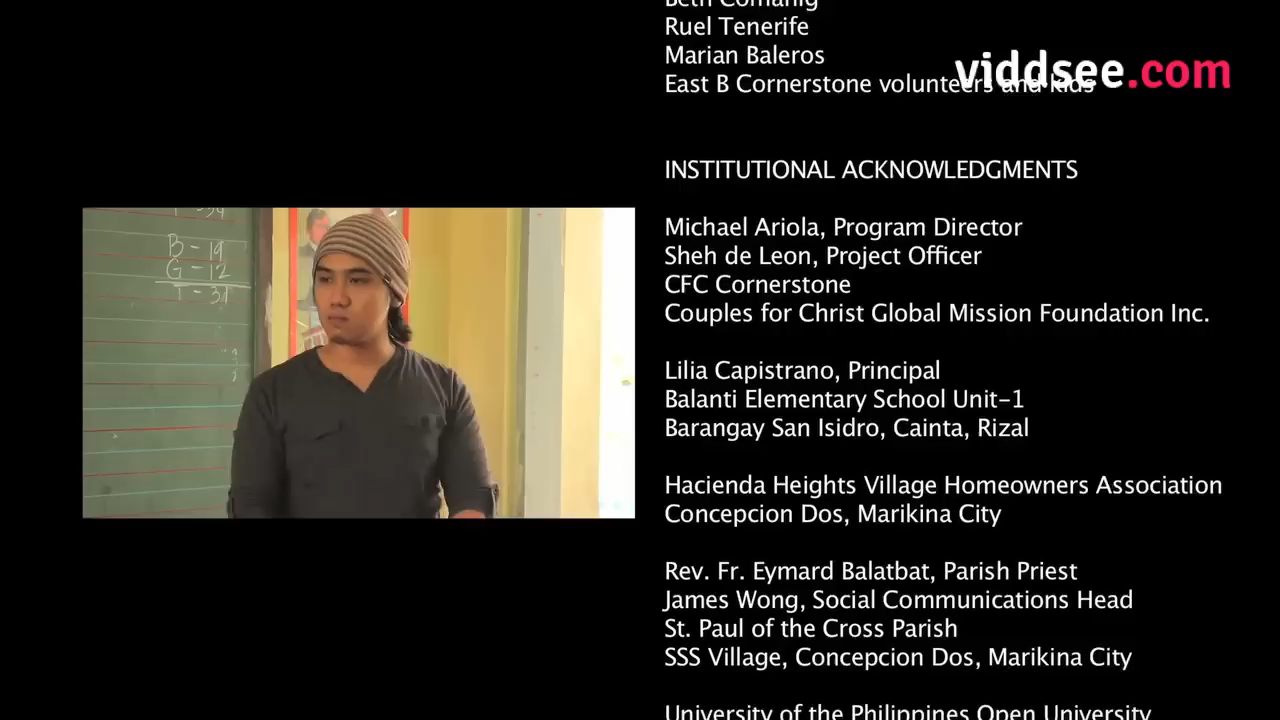 Ruel Tenerife
Marian Baleros
East B Cornerstone volunteers and kids
viddsee.com
INSTITUTIONAL ACKNOWLEDGMENTS
Michael Ariola, Program Director
Sheh de Leon, Project Officer
CFC Cornerstone
Couples for Christ Global Mission Foundation Inc.
Lilia Capistrano, Principal
Balanti Elementary School Unit-1
Barangay San Isidro, Cainta, Rizal
Hacienda Heights Village Homeowners Association
Concepcion Dos, Marikina City
Rev. Fr. Eymard Balatbat, Parish Priest
James Wong, Social Communications Head
St. Paul of the Cross Parish
SSS Village, Concepcion Dos, Marikina City
University of the Philippines Open University
B - 19
G - 12
T - 31